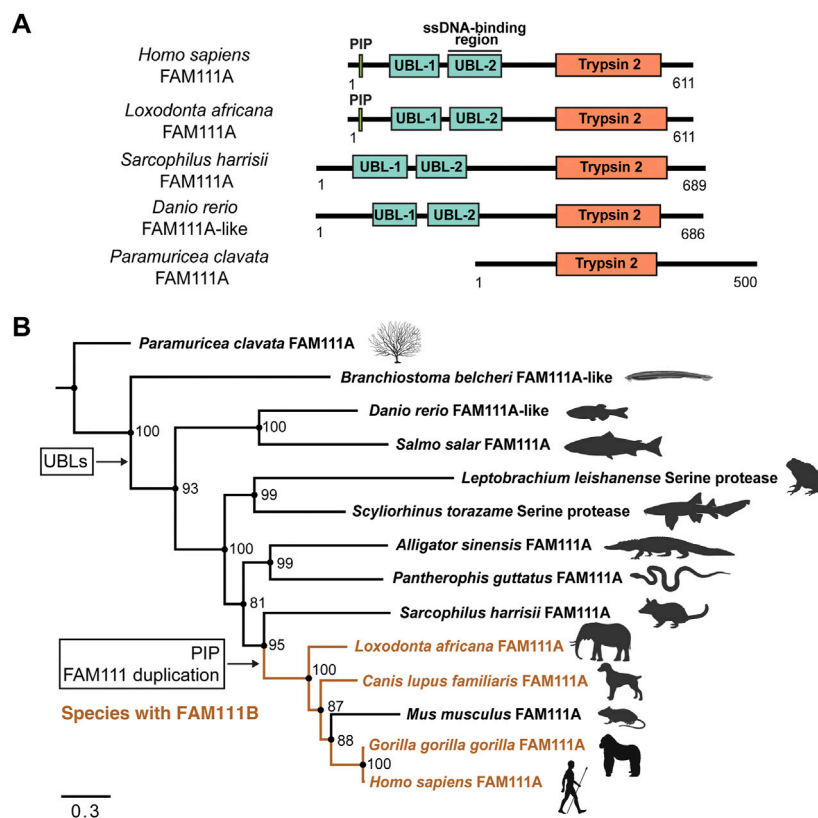 A
ssDNA-binding
region
PIP
Homo sapiens
FAM111A
UBL-1
UBL-2
Trypsin 2
1
611
PIP
Loxodonta africana
FAM111A
UBL-1
UBL-2
Trypsin 2
1
611
Sarcophilus harrisii
FAM111A
UBL-1
UBL-2
Trypsin 2
1
689
Danio rerio
FAM111A-like
UBL-1
UBL-2
Trypsin 2
1
686
Paramuricea clavata
FAM111A
Trypsin 2
1
500
B
Paramuricea clavata FAM111A
Branchiostoma belcheri FAM111A-like
Danio rerio FAM111A-like
100
100
Salmo salar FAM111A
UBLs
Leptobrachium leishanense Serine protease
93
99
Scyliorhinus torazame Serine protease
Alligator sinensis FAM111A
100
99
Pantherophis guttatus FAM111A
81
Sarcophilus harrisii FAM111A
95
PIP
FAM111 duplication
Loxodonta africana FAM111A
100
Canis lupus familiaris FAM111A
Species with FAM111B
87
Mus musculus FAM111A
88
Gorilla gorilla gorilla FAM111A
100
Homo sapiens FAM111A
0.3